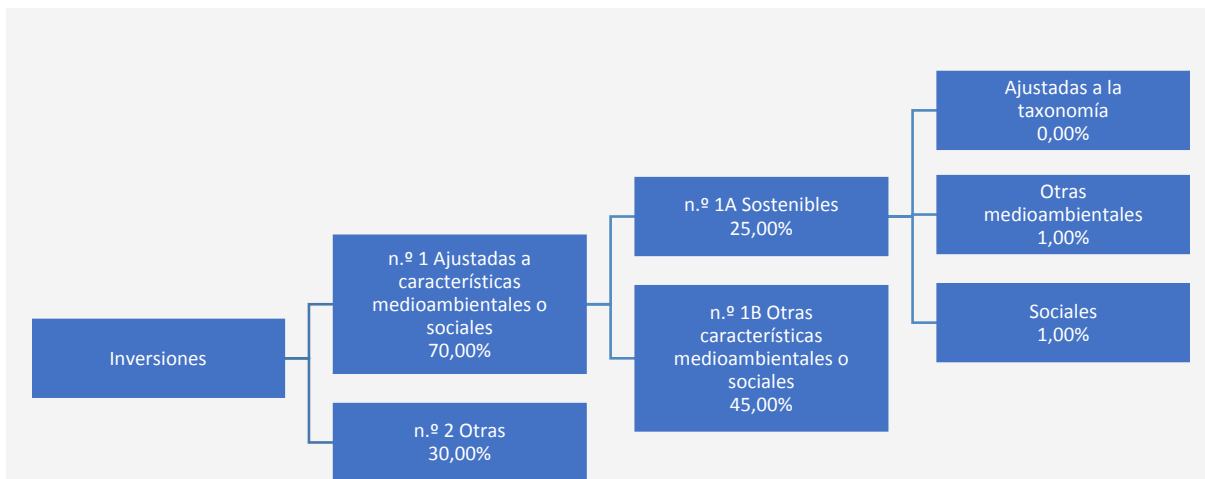 Inversiones
n.º 1 Ajustadas a
características
medioambientales o
sociales
70,00%
n.º 2 Otras
30,00%
n.º 1A Sostenibles
25,00%
n.º 1B Otras
características
medioambientales o
sociales
45,00%
Ajustadas a la
taxonomía
0,00%
Otras
medioambientales
1,00%
Sociales
1,00%